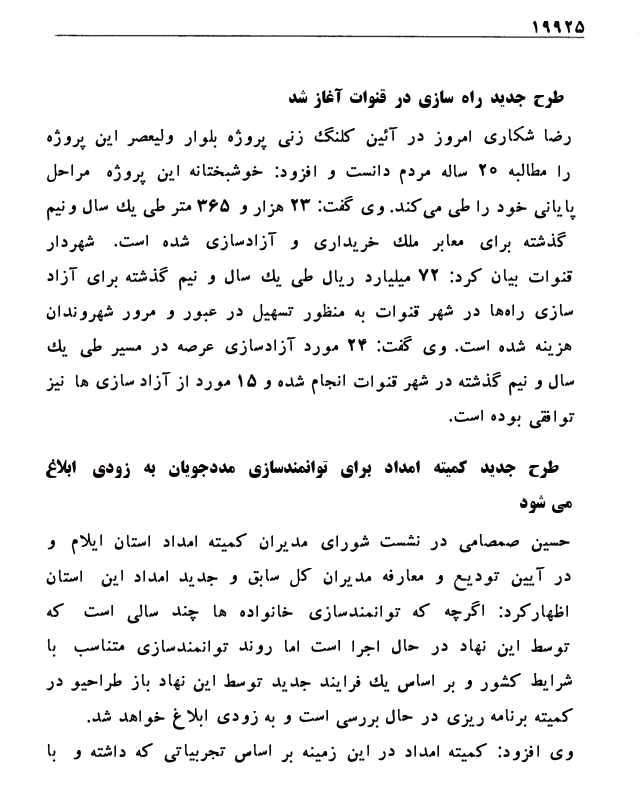 ۱۹۹۲۵
طرح جدید راه سازی در قنوات آغاز شد
رضا شکاری امروز در آئین کلنگ زنی پروژه بلوار ولیعصر این پروژه
را مطالبه ۲۰ ساله مردم دانست و افزود: خوشبختانه این پروژه مراحل
پایانی خود را طی می‌کند. وی گفت: ۲۳ هزار و ۳۶۵ متر طی یك سال و نیم
گذشته برای معابر ملك خریداری و آزادسازی شده است. شهردار
قنوات بیان کرد: ۷۲ میلیارد ریال طی یك سال و نیم گذشته برای آزاد
سازی راه‌ها در شهر قنوات به منظور تسهیل در عبور و مرور شهروندان
هزینه شده است. وی گفت: ۲۴ مورد آزادسازی عرصه در مسیر طی یك
سال و نیم گذشته در شهر قنوات انجام شده و ۱۵ مورد از آزاد سازی ها نیز
توافقی بوده است.
طرح جدید کمیته امداد برای توانمندسازی مددجویان به زودی ابلاغ
می شود
حسین صمصامی در نشست شورای مدیران کمیته امداد استان ایلام و
در آیین تودیع و معارفه مدیران کل سابق و جدید امداد این استان
اظهارکرد: اگرچه که توانمندسازی خانواده ها چند سالی است که
توسط این نهاد در حال اجرا است اما روند توانمندسازی متناسب با
شرایط کشور و بر اساس یك فرایند جدید توسط این نهاد باز طراحیو در
کمیته برنامه ریزی در حال بررسی است و به زودی ابلاغ خواهد شد.
وی افزود: کمیته امداد در این زمینه بر اساس تجربیاتی که داشته و با